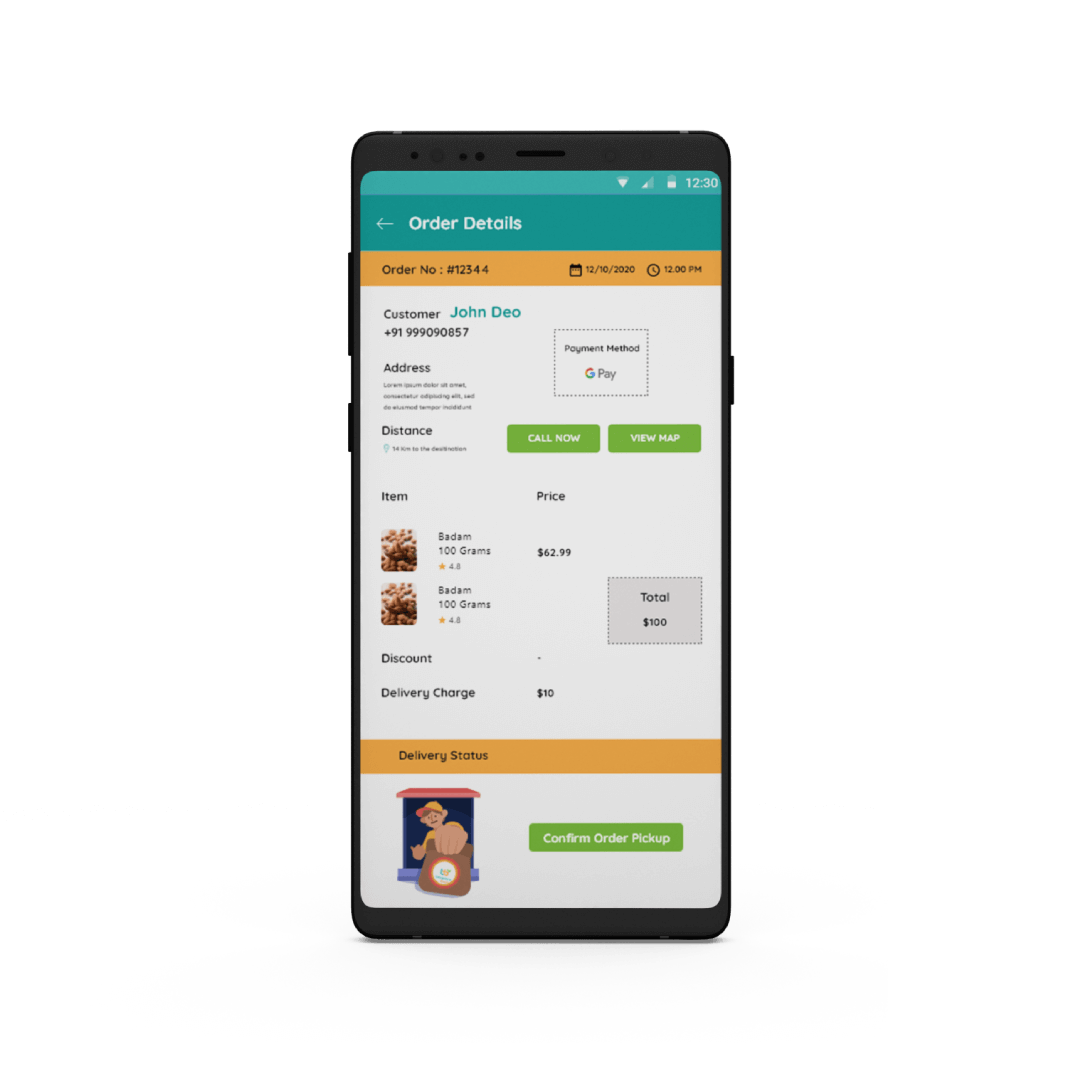 12:30
Order Details
Order No : #12344
12/10/2020
12.00 PM
Customer John Deo
+91 999090857
Payment Method
G Pay
Address
Lorem ipsum dolor sit amet,
consectetur adipiscing elit, sed
do eiusmod tempor incididunt
Distance
14 Km to the destination
CALL NOW
VIEW MAP
Item Price
Badam
100 Grams
4.8
$62.99
Badam
100 Grams
4.8
Total
$100
Discount -
Delivery Charge $10
Delivery Status
Confirm Order Pickup